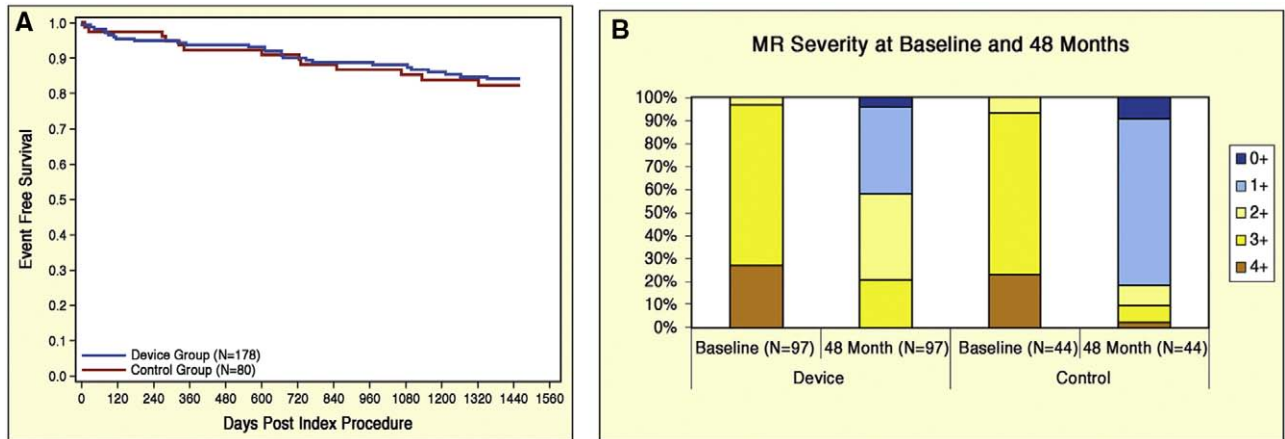 A
Event Free Survival
1.0
0.9
0.8
0.7
0.6
0.5
0.4
0.3
0.2
0.1
0.0
Device Group (N=178)
Control Group (N=80)
0 120 240 360 480 600 720 840 960 1080 1200 1320 1440 1560
Days Post Index Procedure
B
MR Severity at Baseline and 48 Months
100%
90%
80%
70%
60%
50%
40%
30%
20%
10%
0%
Baseline (N=97) 48 Month (N=97) Baseline (N=44) 48 Month (N=44)
Device Control
0+
1+
2+
3+
4+